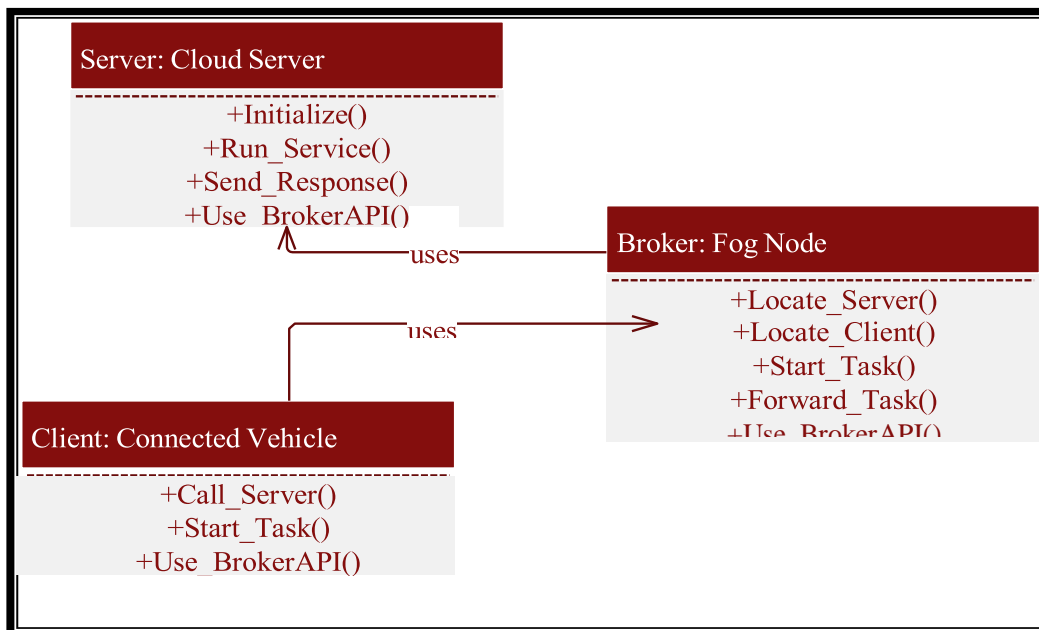 Server: Cloud Server
+Initialize()
+Run_Service()
+Send_Response()
+Use_BrokerAPI()
uses
Broker: Fog Node
+Locate_Server()
+Locate_Client()
+Start_Task()
+Forward_Task()
+Use_BrokerAPI()
uses
Client: Connected Vehicle
+Call_Server()
+Start_Task()
+Use_BrokerAPI()